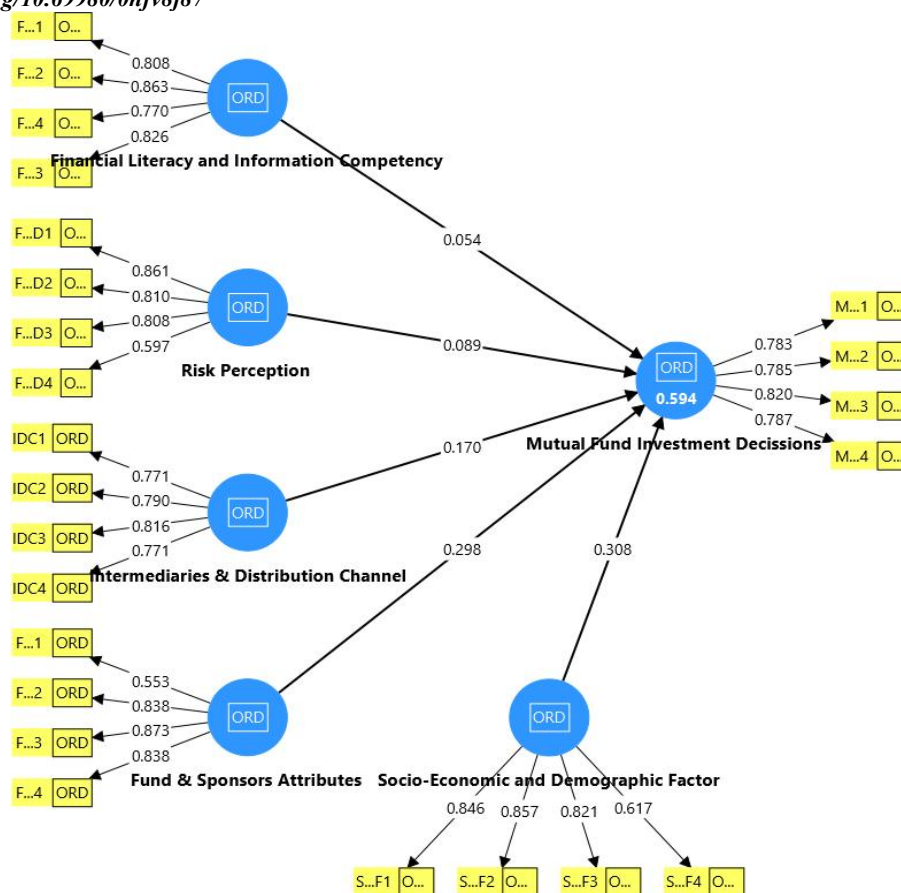 F...1 O...
0.808
F...2 O...
0.863
ORD
F...4 O...
0.770
0.826
F...3 O...
Financial Literacy and Information Competency
0.054
F...D1 O...
0.861
F...D2 O...
0.810
ORD
F...D3 O...
0.808
0.597
F...D4 O...
Risk Perception
0.089
M...1 O...
0.783
M...2 O...
0.785
ORD
0.594
M...3 O...
0.820
0.787
M...4 O...
Mutual Fund Investment Decissions
IDC1 ORD
0.771
IDC2 ORD
0.790
ORD
IDC3 ORD
0.816
0.771
IDC4 ORD
Intermediaries & Distribution Channel
0.170
0.298
0.308
F...1 ORD
0.553
F...2 ORD
0.838
ORD
F...3 ORD
0.873
0.838
F...4 ORD
Fund & Sponsors Attributes
ORD
Socio-Economic and Demographic Factor
0.846 0.857 0.821 0.617
S...F1 O... S...F2 O... S...F3 O... S...F4 O...